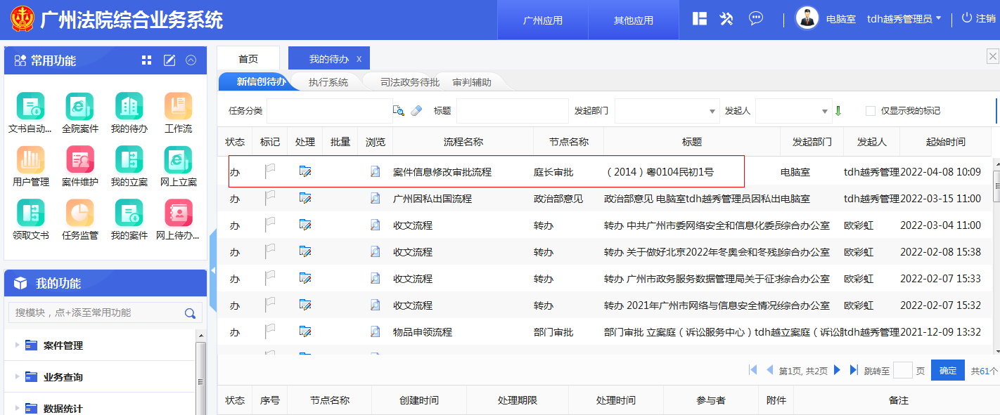 广州法院综合业务系统
广州应用 其他应用
电脑室 tdh越秀管理员 注销
常用功能
文书自动... 全院案件 我的待办 工作流
用户管理 案件维护 我的立案 网上立案
领取文书 任务监管 我的案件 网上待办...
我的功能
搜模块，点+添至常用功能
案件管理
业务查询
数据统计
首页 我的待办 x
新信创待办 执行系统 司法政务待批 审判辅助
任务分类 标题 发起部门 发起人 仅显示我的标记
状态 标记 处理 批量 浏览 流程名称 节点名称 标题 发起部门 发起人 起始时间
办 案件信息修改审批流程 庭长审批 （2014）粤0104民初1号 电脑室 tdh越秀管理 2022-04-08 10:09
办 广州因私出国流程 政治部意见 政治部意见 电脑室tdh越秀管理员因私出 电脑室 tdh越秀管理 2022-03-15 11:00
办 收文流程 转办 转办 中共广州市委网络安全和信息化委员 综合办公室 欧彩虹 2022-03-04 11:00
办 收文流程 转办 转办 关于做好北京2022年冬奥会和冬残 综合办公室 欧彩虹 2022-02-08 15:38
办 收文流程 转办 转办 广州市政务服务数据管理局关于征 综合办公室 欧彩虹 2022-02-07 15:33
办 收文流程 转办 转办 2021年广州市网络与信息安全情况 综合办公室 欧彩虹 2022-02-07 15:32
办 物品申领流程 部门审批 部门审批 立案庭（诉讼服务中心）tdh越 立案庭（诉讼 tdh越秀管理 2021-12-09 13:32
第1页, 共2页 跳转至 页 确定 共61个
状态 序号 节点名称 创建时间 处理期限 处理时间 参与者 附件 备注